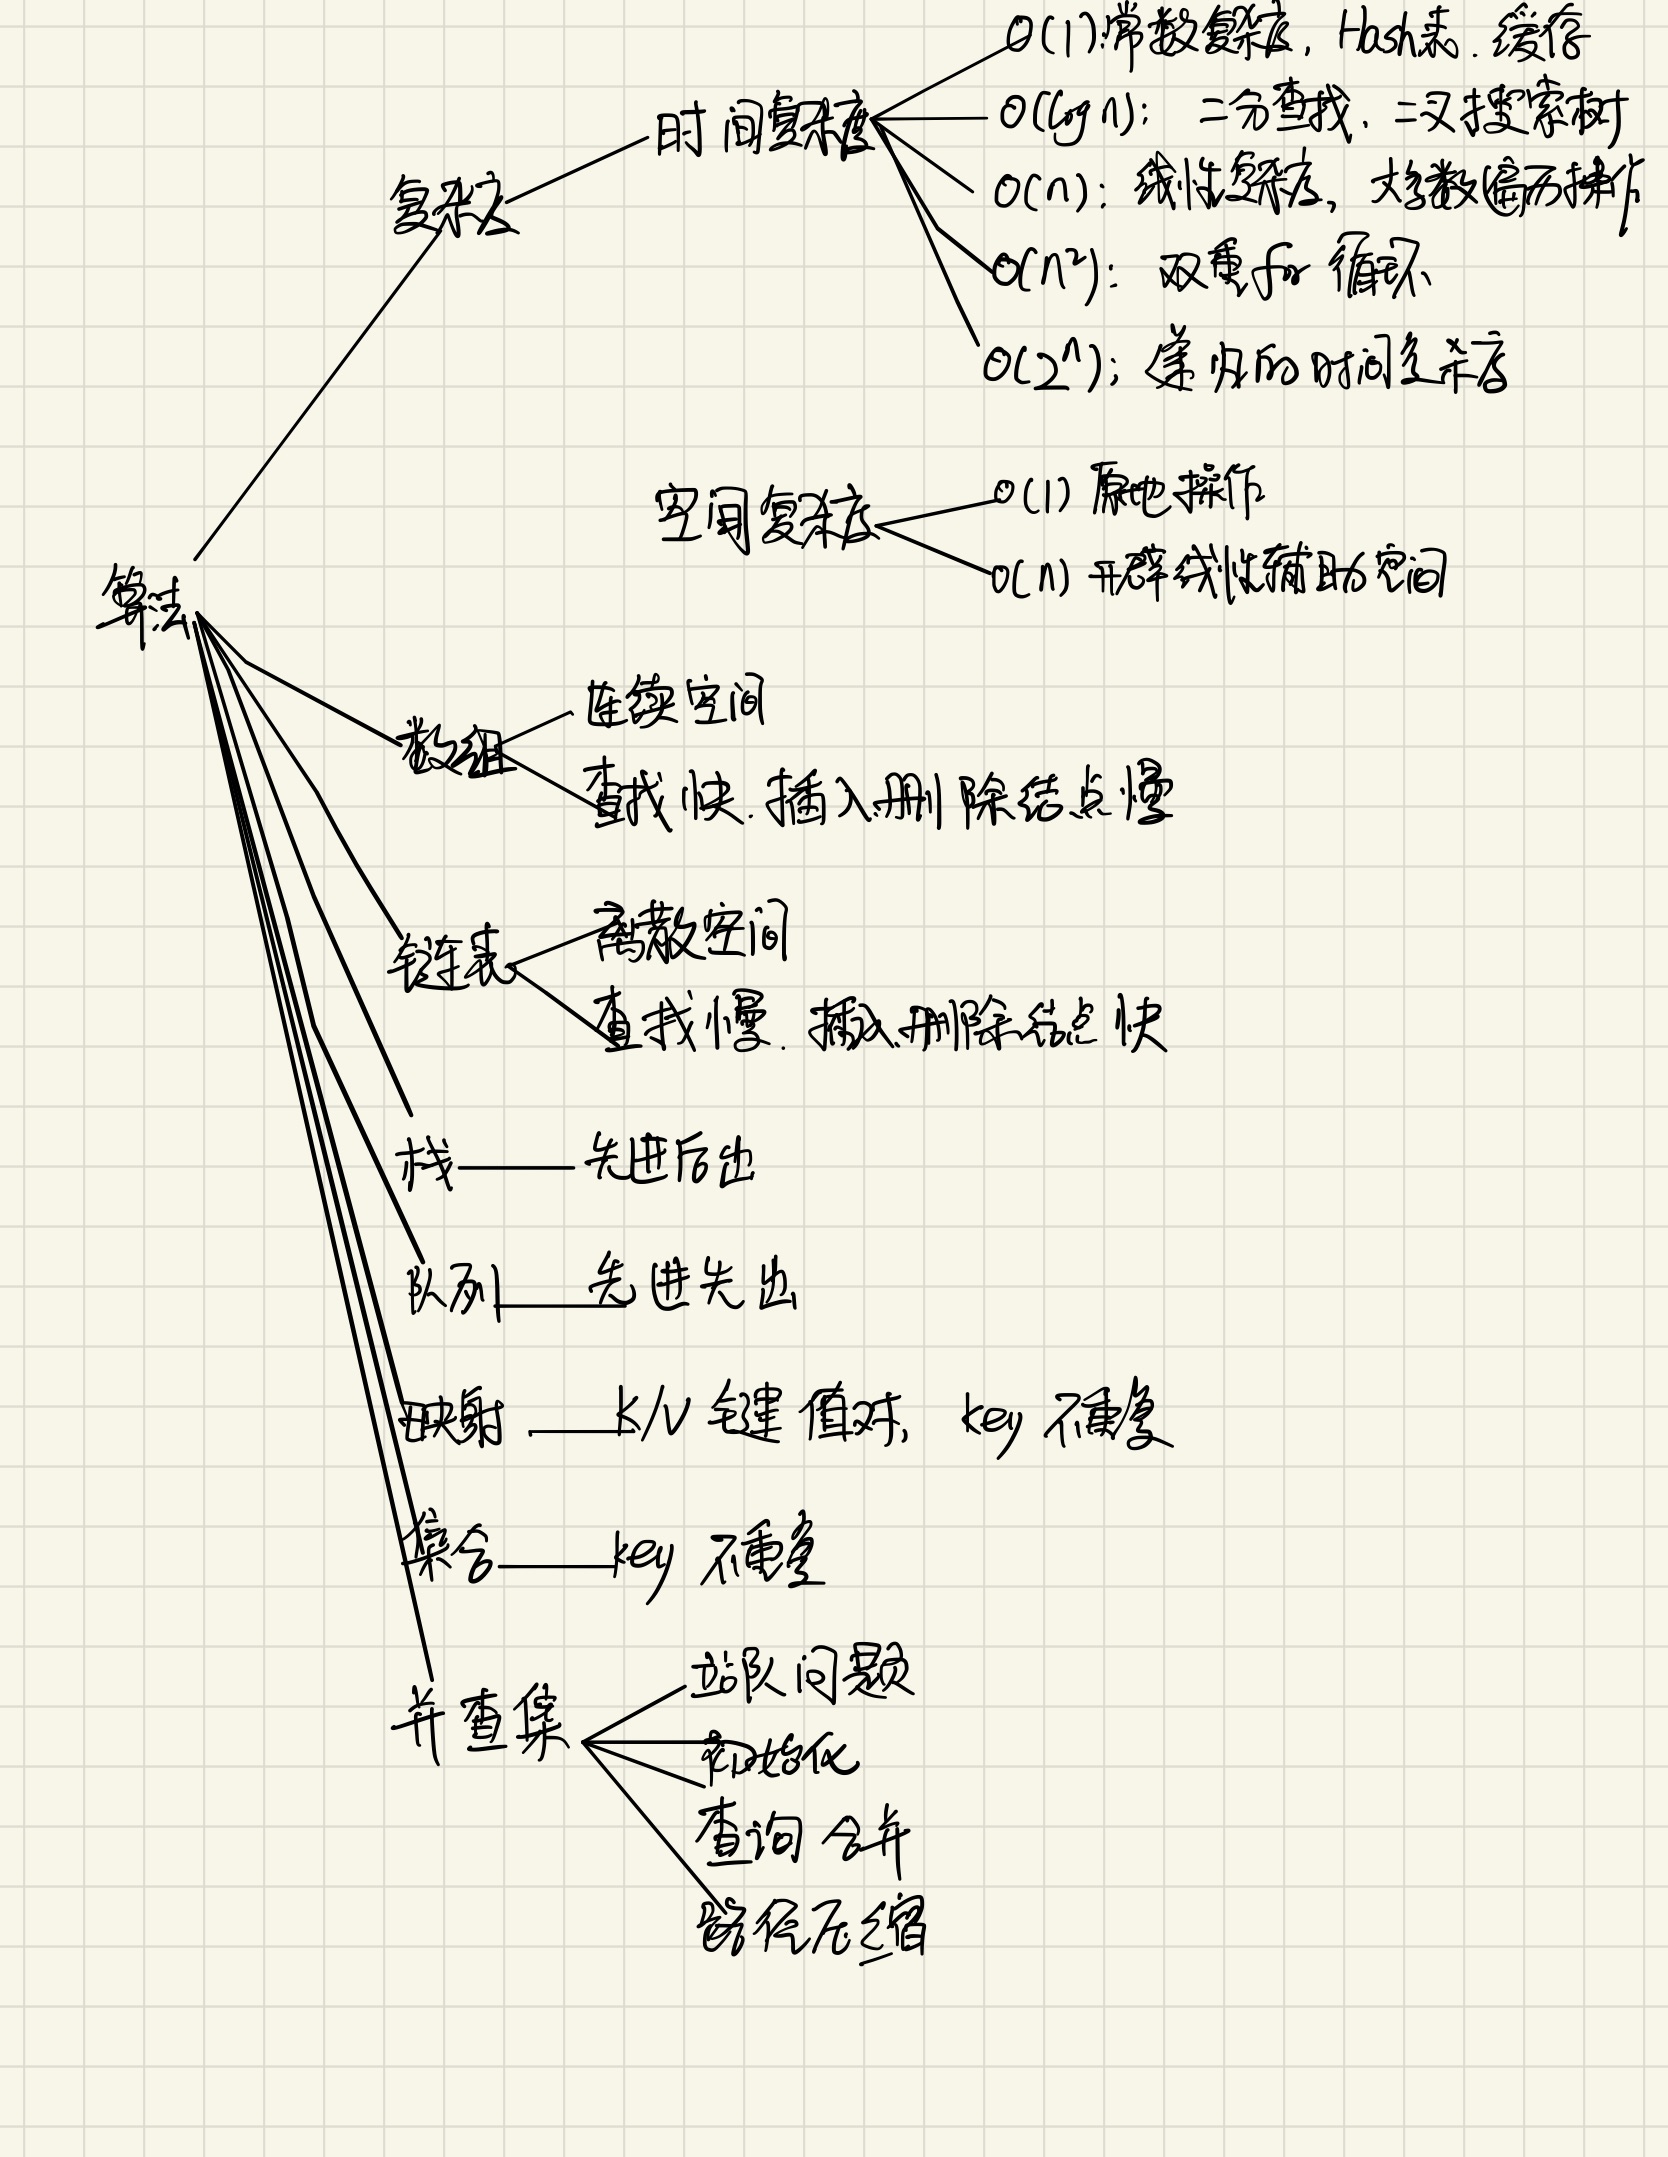 O(1):常数复杂度, Hash表. 缓存
时间复杂度
O(log n): 二分查找. 二叉搜索树
O(n): 线性复杂度, 大多数遍历操作
复杂度
O(n²): 双重for循环
O(2ⁿ): 递归的时间复杂度
空间复杂度
O(1) 原地操作
O(n) 开辟线性辅助空间
算法
连续空间
数组
查找快. 插入.删除结点慢
离散空间
链表
查找慢. 插入.删除结点快
栈 先进后出
队列 先进先出
映射 K/V 键值对, key 不重复
集合 key 不重复
站队问题
并查集
初始化
查询 合并
路径压缩